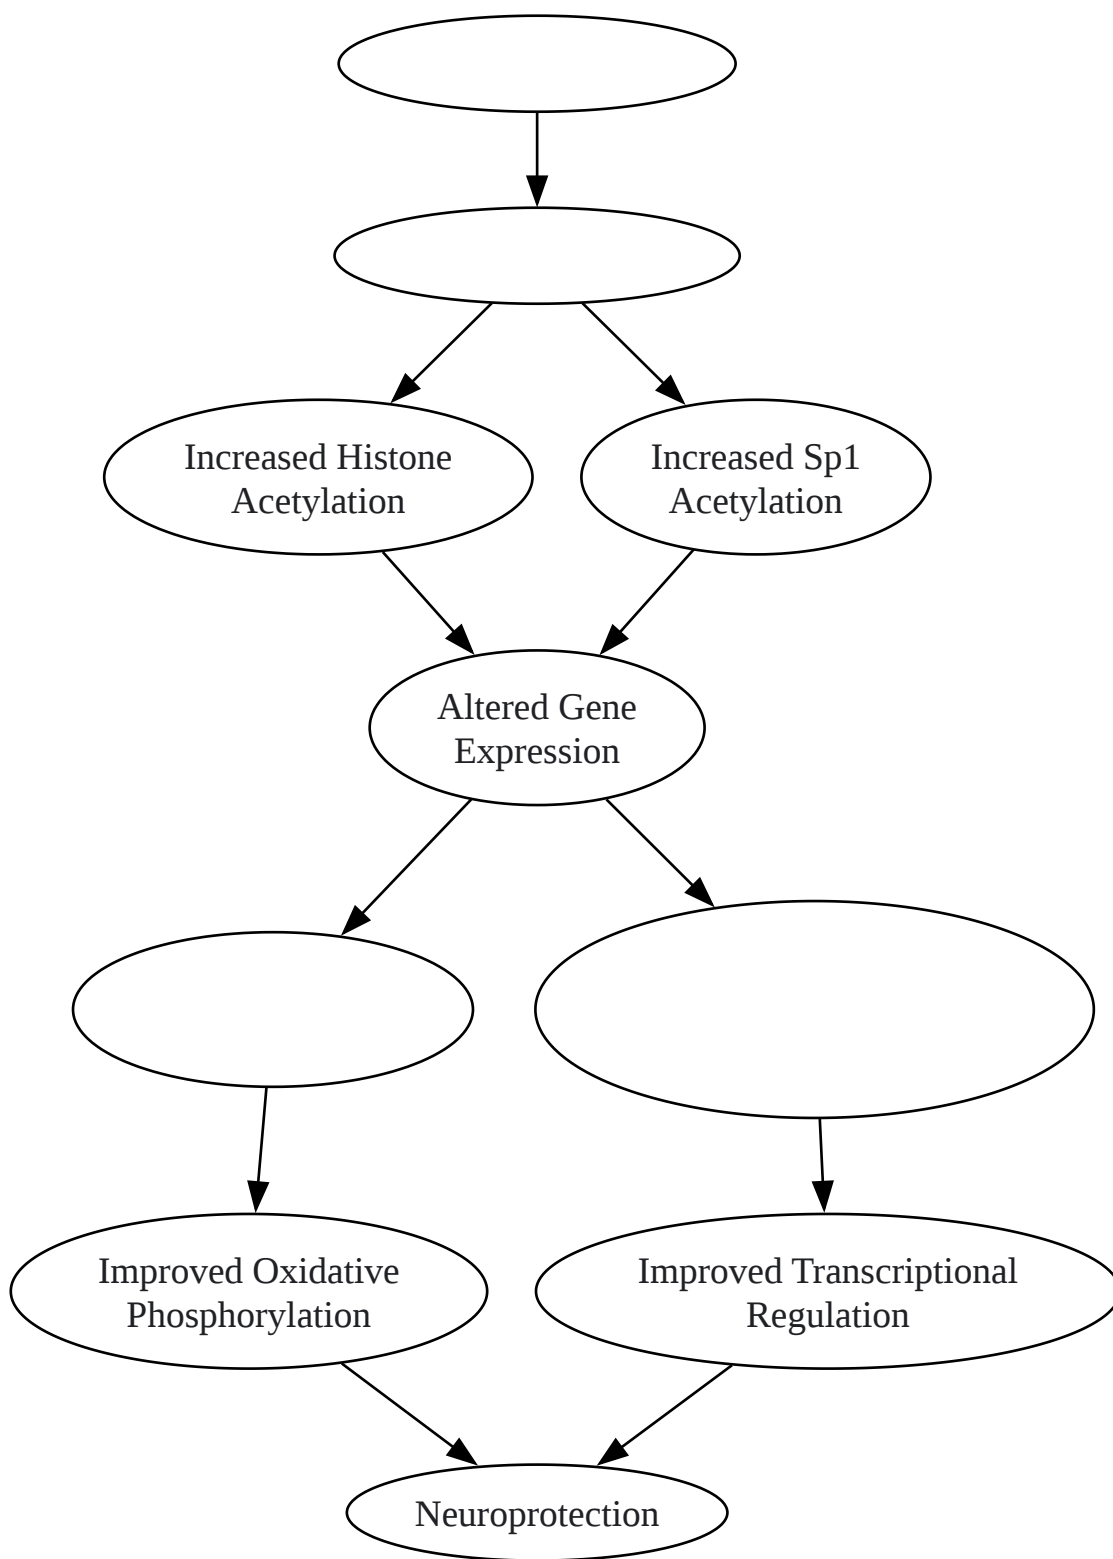 Increased Histone
Acetylation
Increased Sp1
Acetylation
Altered Gene
Expression
Improved Oxidative
Phosphorylation
Improved Transcriptional
Regulation
Neuroprotection